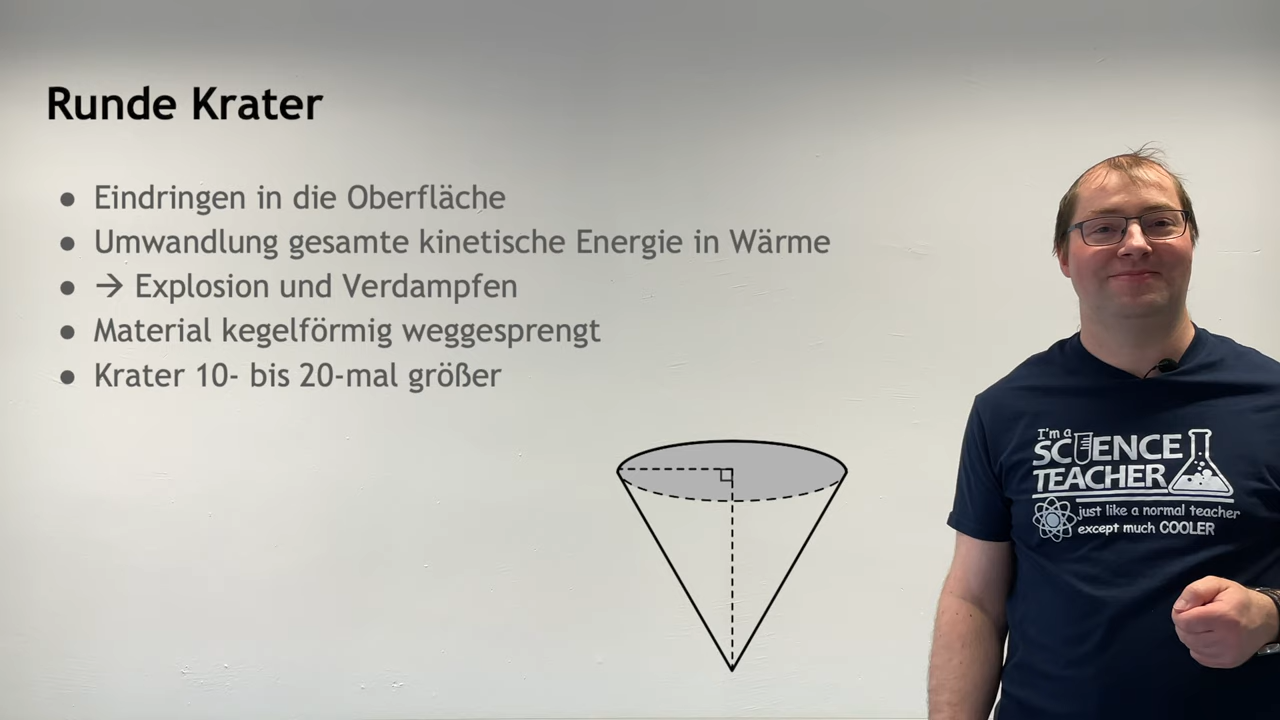 Runde Krater
● Eindringen in die Oberfläche
● Umwandlung gesamte kinetische Energie in Wärme
● → Explosion und Verdampfen
● Material kegelförmig weggesprengt
● Krater 10- bis 20-mal größer
I'm a
SCIENCE
TEACHER
just like a normal teacher
except much COOLER